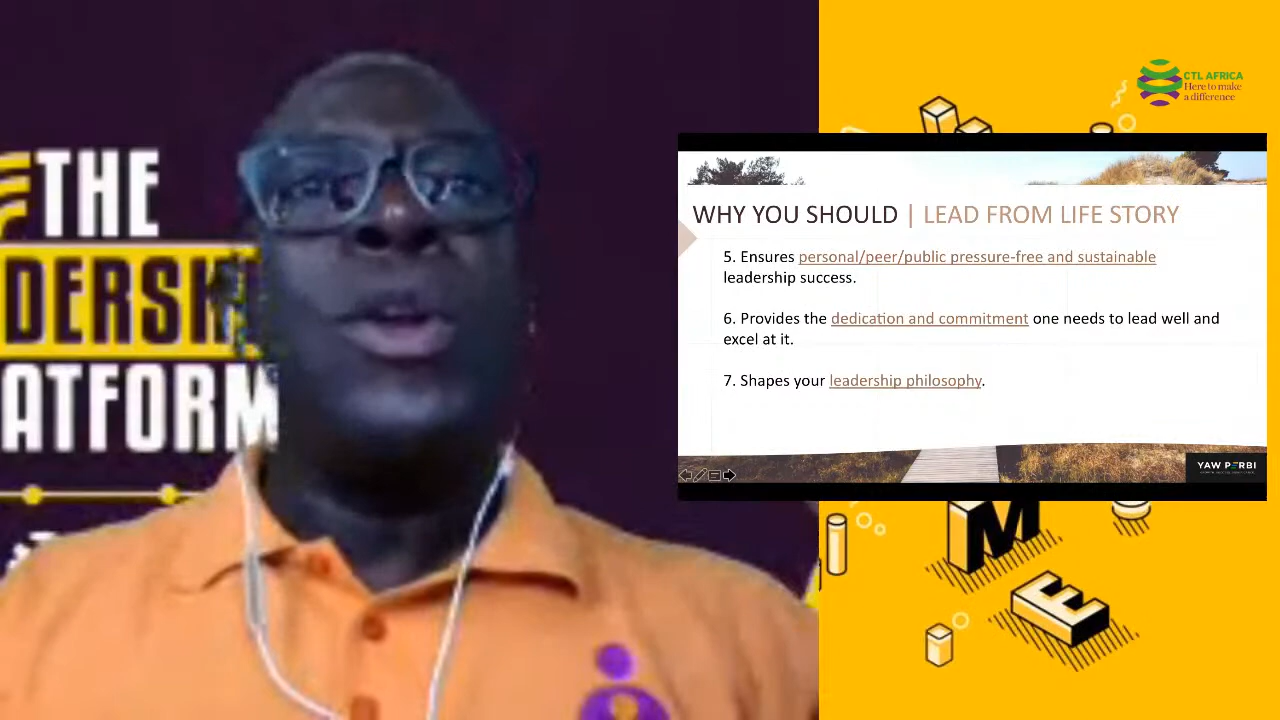 THE
DERSH
ATFORM
CTL AFRICA
Here to make
a difference
WHY YOU SHOULD | LEAD FROM LIFE STORY
5. Ensures personal/peer/public pressure-free and sustainable
leadership success.
6. Provides the dedication and commitment one needs to lead well and
excel at it.
7. Shapes your leadership philosophy.
YAW PERBI
M
E